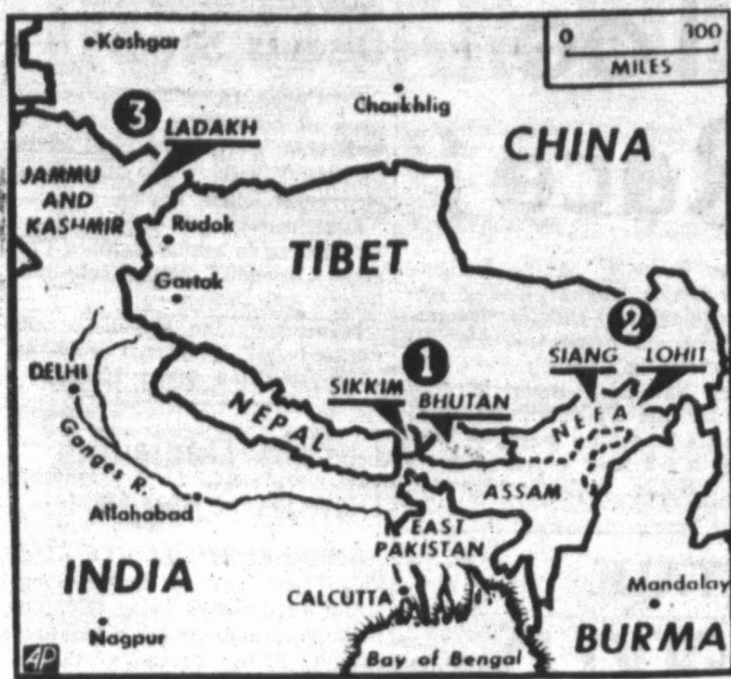 Kashgar
0 300
MILES
3
LADAKH
Charkhlig
CHINA
JAMMU
AND
KASHMIR
Rudok
TIBET
Gartok
2
1
SIANG
LOHIT
DELHI
SIKKIM
BHUTAN
NEPAL
NEFA
Ganges R.
ASSAM
Allahabad
EAST
PAKISTAN
INDIA
CALCUTTA
Mandalay
Nagpur
BURMA
Bay of Bengal
AP